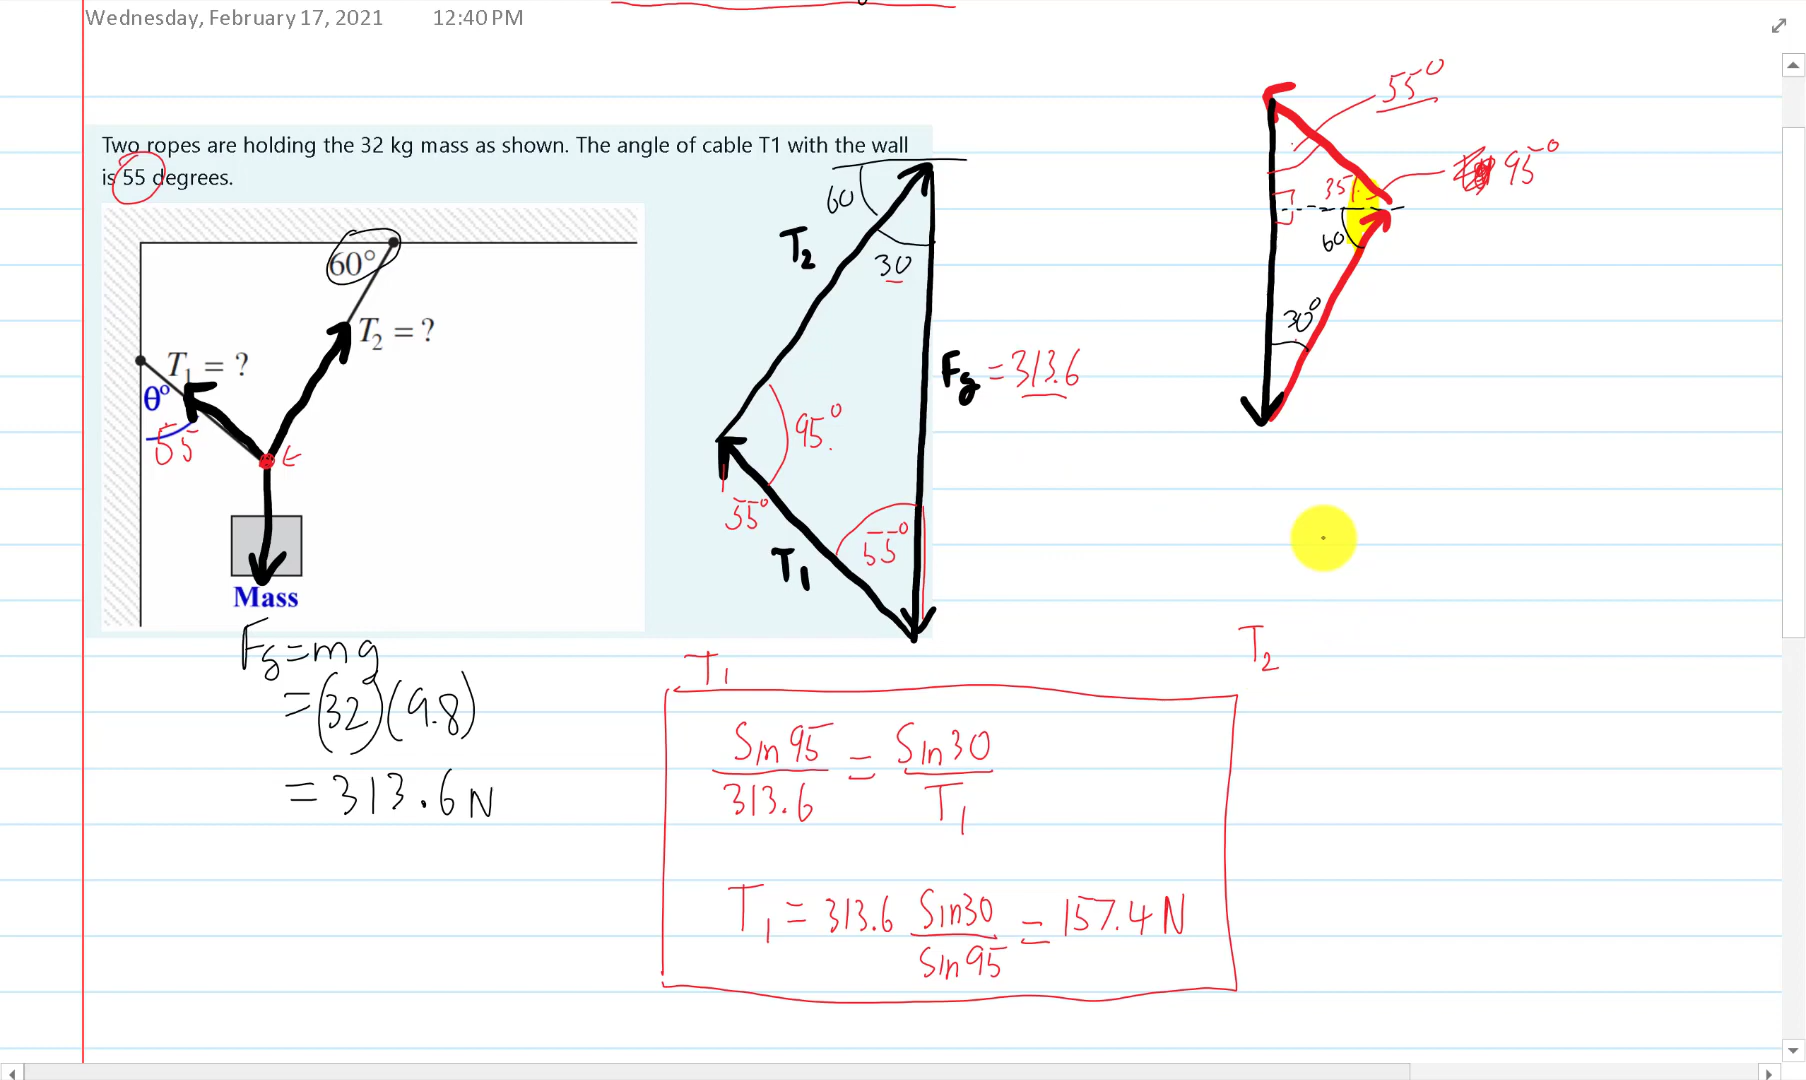 Wednesday, February 17, 2021 12:40 PM
Two ropes are holding the 32 kg mass as shown. The angle of cable T1 with the wall
is 55 degrees.
60°
T₂ = ?
T₁ = ?
θ°
55
Mass
Fg = mg
= (32)(9.8)
= 313.6 N
60
30
T₂
Fg = 313.6
95°
55°
55°
T₁
55°
95°
35
60
30°
T₁
Sin 95 / 313.6 = Sin 30 / T₁
T₁ = 313.6 Sin 30 / Sin 95 = 157.4 N
T₂